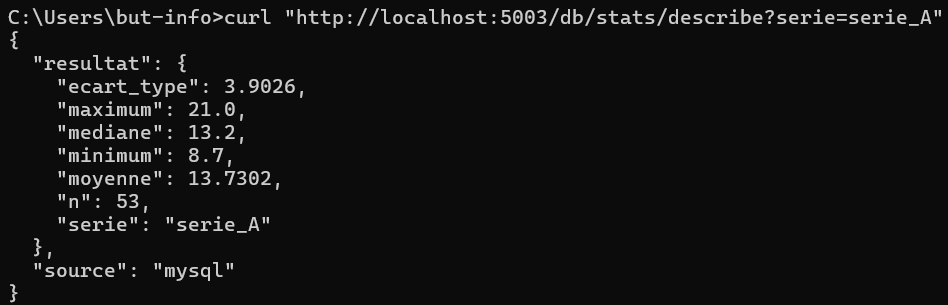 C:\Users\but-info>curl "http://localhost:5003/db/stats/describe?serie=serie_A"
{
  "resultat": {
    "ecart_type": 3.9026,
    "maximum": 21.0,
    "mediane": 13.2,
    "minimum": 8.7,
    "moyenne": 13.7302,
    "n": 53,
    "serie": "serie_A"
  },
  "source": "mysql"
}